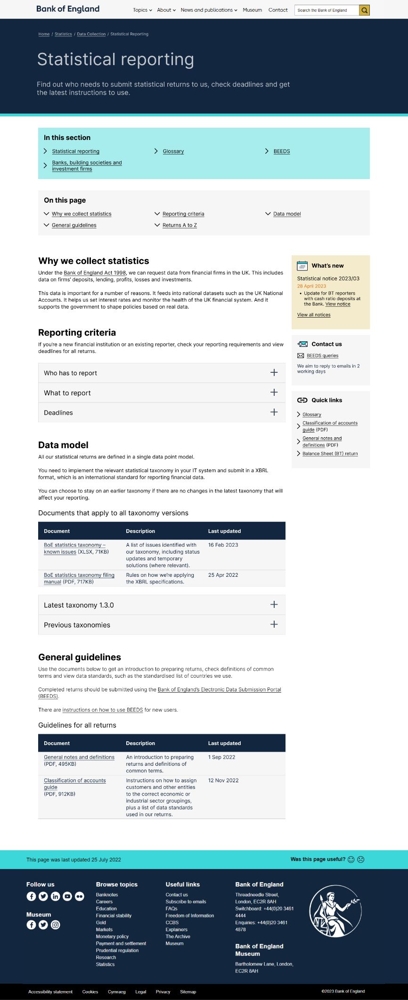 Bank of England
Topics About News and publications Museum Contact Search the Bank of England
Home / Statistics / Data Collection / Statistical Reporting
Statistical reporting
Find out who needs to submit statistical returns to us, check deadlines and get
the latest instructions to use.
In this section
Statistical reporting
Glossary
BEEDS
Banks, building societies and
investment firms
On this page
Why we collect statistics
Reporting criteria
Data model
General guidelines
Returns A to Z
Why we collect statistics
Under the Bank of England Act 1998, we can request data from financial firms in the UK. This includes
data on firms' deposits, lending, profits, losses and investments.
This data is important for a number of reasons. It feeds into national datasets such as the UK National
Accounts. It helps us set interest rates and monitor the health of the UK financial system. And it
supports the government to shape policies based on real data.
Reporting criteria
If you're a new financial institution or an existing reporter, check your reporting requirements and view
deadlines for all returns.
Who has to report
What to report
Deadlines
Data model
All our statistical returns are defined in a single data point model.
You need to implement the relevant statistical taxonomy in your IT system and submit in a XBRL
format, which is an international standard for reporting financial data.
You can choose to stay on an earlier taxonomy if there are no changes in the latest taxonomy that will
affect your reporting.
Documents that apply to all taxonomy versions
Document Description Last updated
BoE statistics taxonomy –
known issues (XLSX, 71KB)
A list of issues identified with
our taxonomy, including status
updates and temporary
solutions (where relevant).
16 Feb 2023
BoE statistics taxonomy filing
manual (PDF, 717KB)
Rules on how we're applying
the XBRL specifications.
25 Apr 2022
Latest taxonomy 1.3.0
Previous taxonomies
General guidelines
Use the documents below to get an introduction to preparing returns, check definitions of common
terms and view data standards, such as the standardised list of countries we use.
Completed returns should be submitted using the Bank of England's Electronic Data Submission Portal
(BEEDS).
There are instructions on how to use BEEDS for new users.
Guidelines for all returns
Document Description Last updated
General notes and definitions
(PDF, 495KB)
An introduction to preparing
returns and definitions of
common terms.
1 Sep 2022
Classification of accounts
guide
(PDF, 912KB)
Instructions on how to assign
customers and other entities
to the correct economic or
industrial sector groupings,
plus a list of data standards
used in our returns.
12 Nov 2022
What's new
Statistical notice 2023/03
28 April 2023
• Update for BT reporters
with cash ratio deposits at
the Bank. View notice
View all notices
Contact us
BEEDS queries
We aim to reply to emails in 2
working days
Quick links
Glossary
Classification of accounts
guide (PDF)
General notes and
definitions (PDF)
Balance Sheet (BT) return
This page was last updated 25 July 2022
Was this page useful?
Follow us
Museum
Browse topics
Banknotes
Careers
Education
Financial stability
Gold
Markets
Monetary policy
Payment and settlement
Prudential regulation
Research
Statistics
Useful links
Contact us
Subscribe to emails
FAQs
Freedom of Information
CCBS
Explainers
The Archive
Museum
Bank of England
Threadneedle Street,
London, EC2R 8AH
Switchboard: +44(0)20 3461
4444
Enquiries: +44(0)20 3461
4878
Bank of England
Museum
Bartholomew Lane, London,
EC2R 8AH
Accessibility statement Cookies Cymraeg Legal Privacy Sitemap
©2023 Bank of England